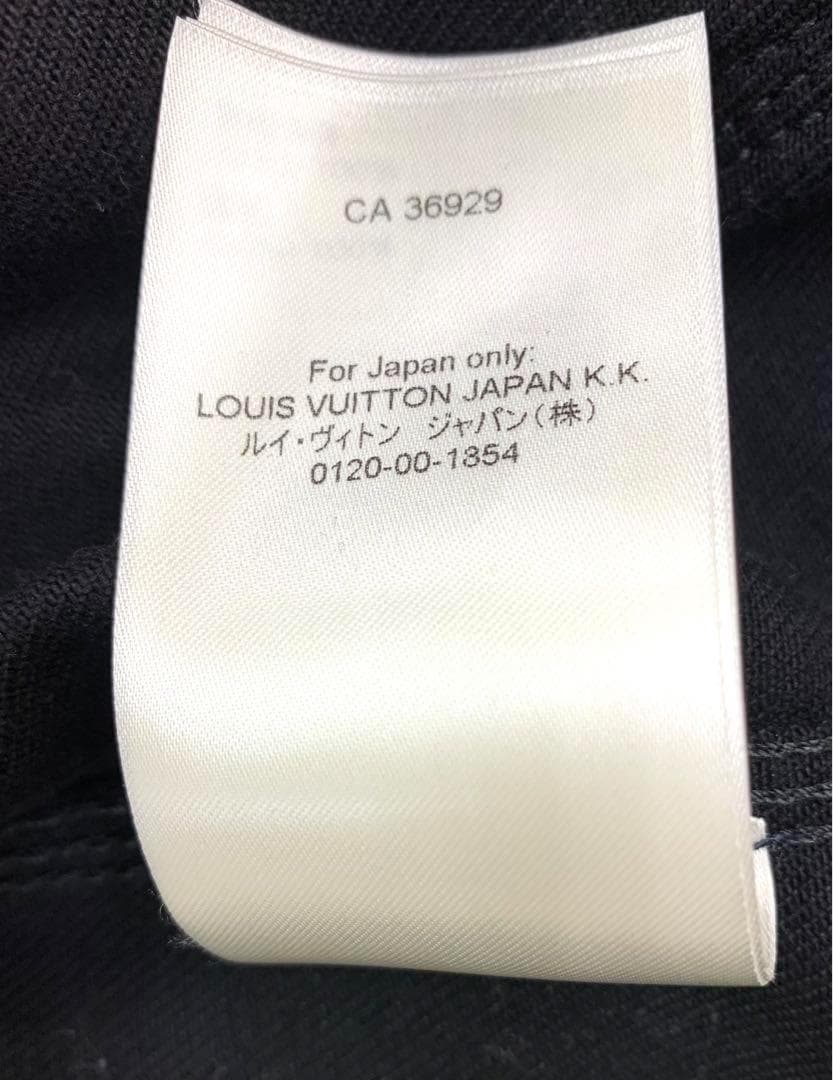 CA 36929
For Japan only:
LOUIS VUITTON JAPAN K.K.
ルイ・ヴィトン ジャパン(株)
0120-00-1854